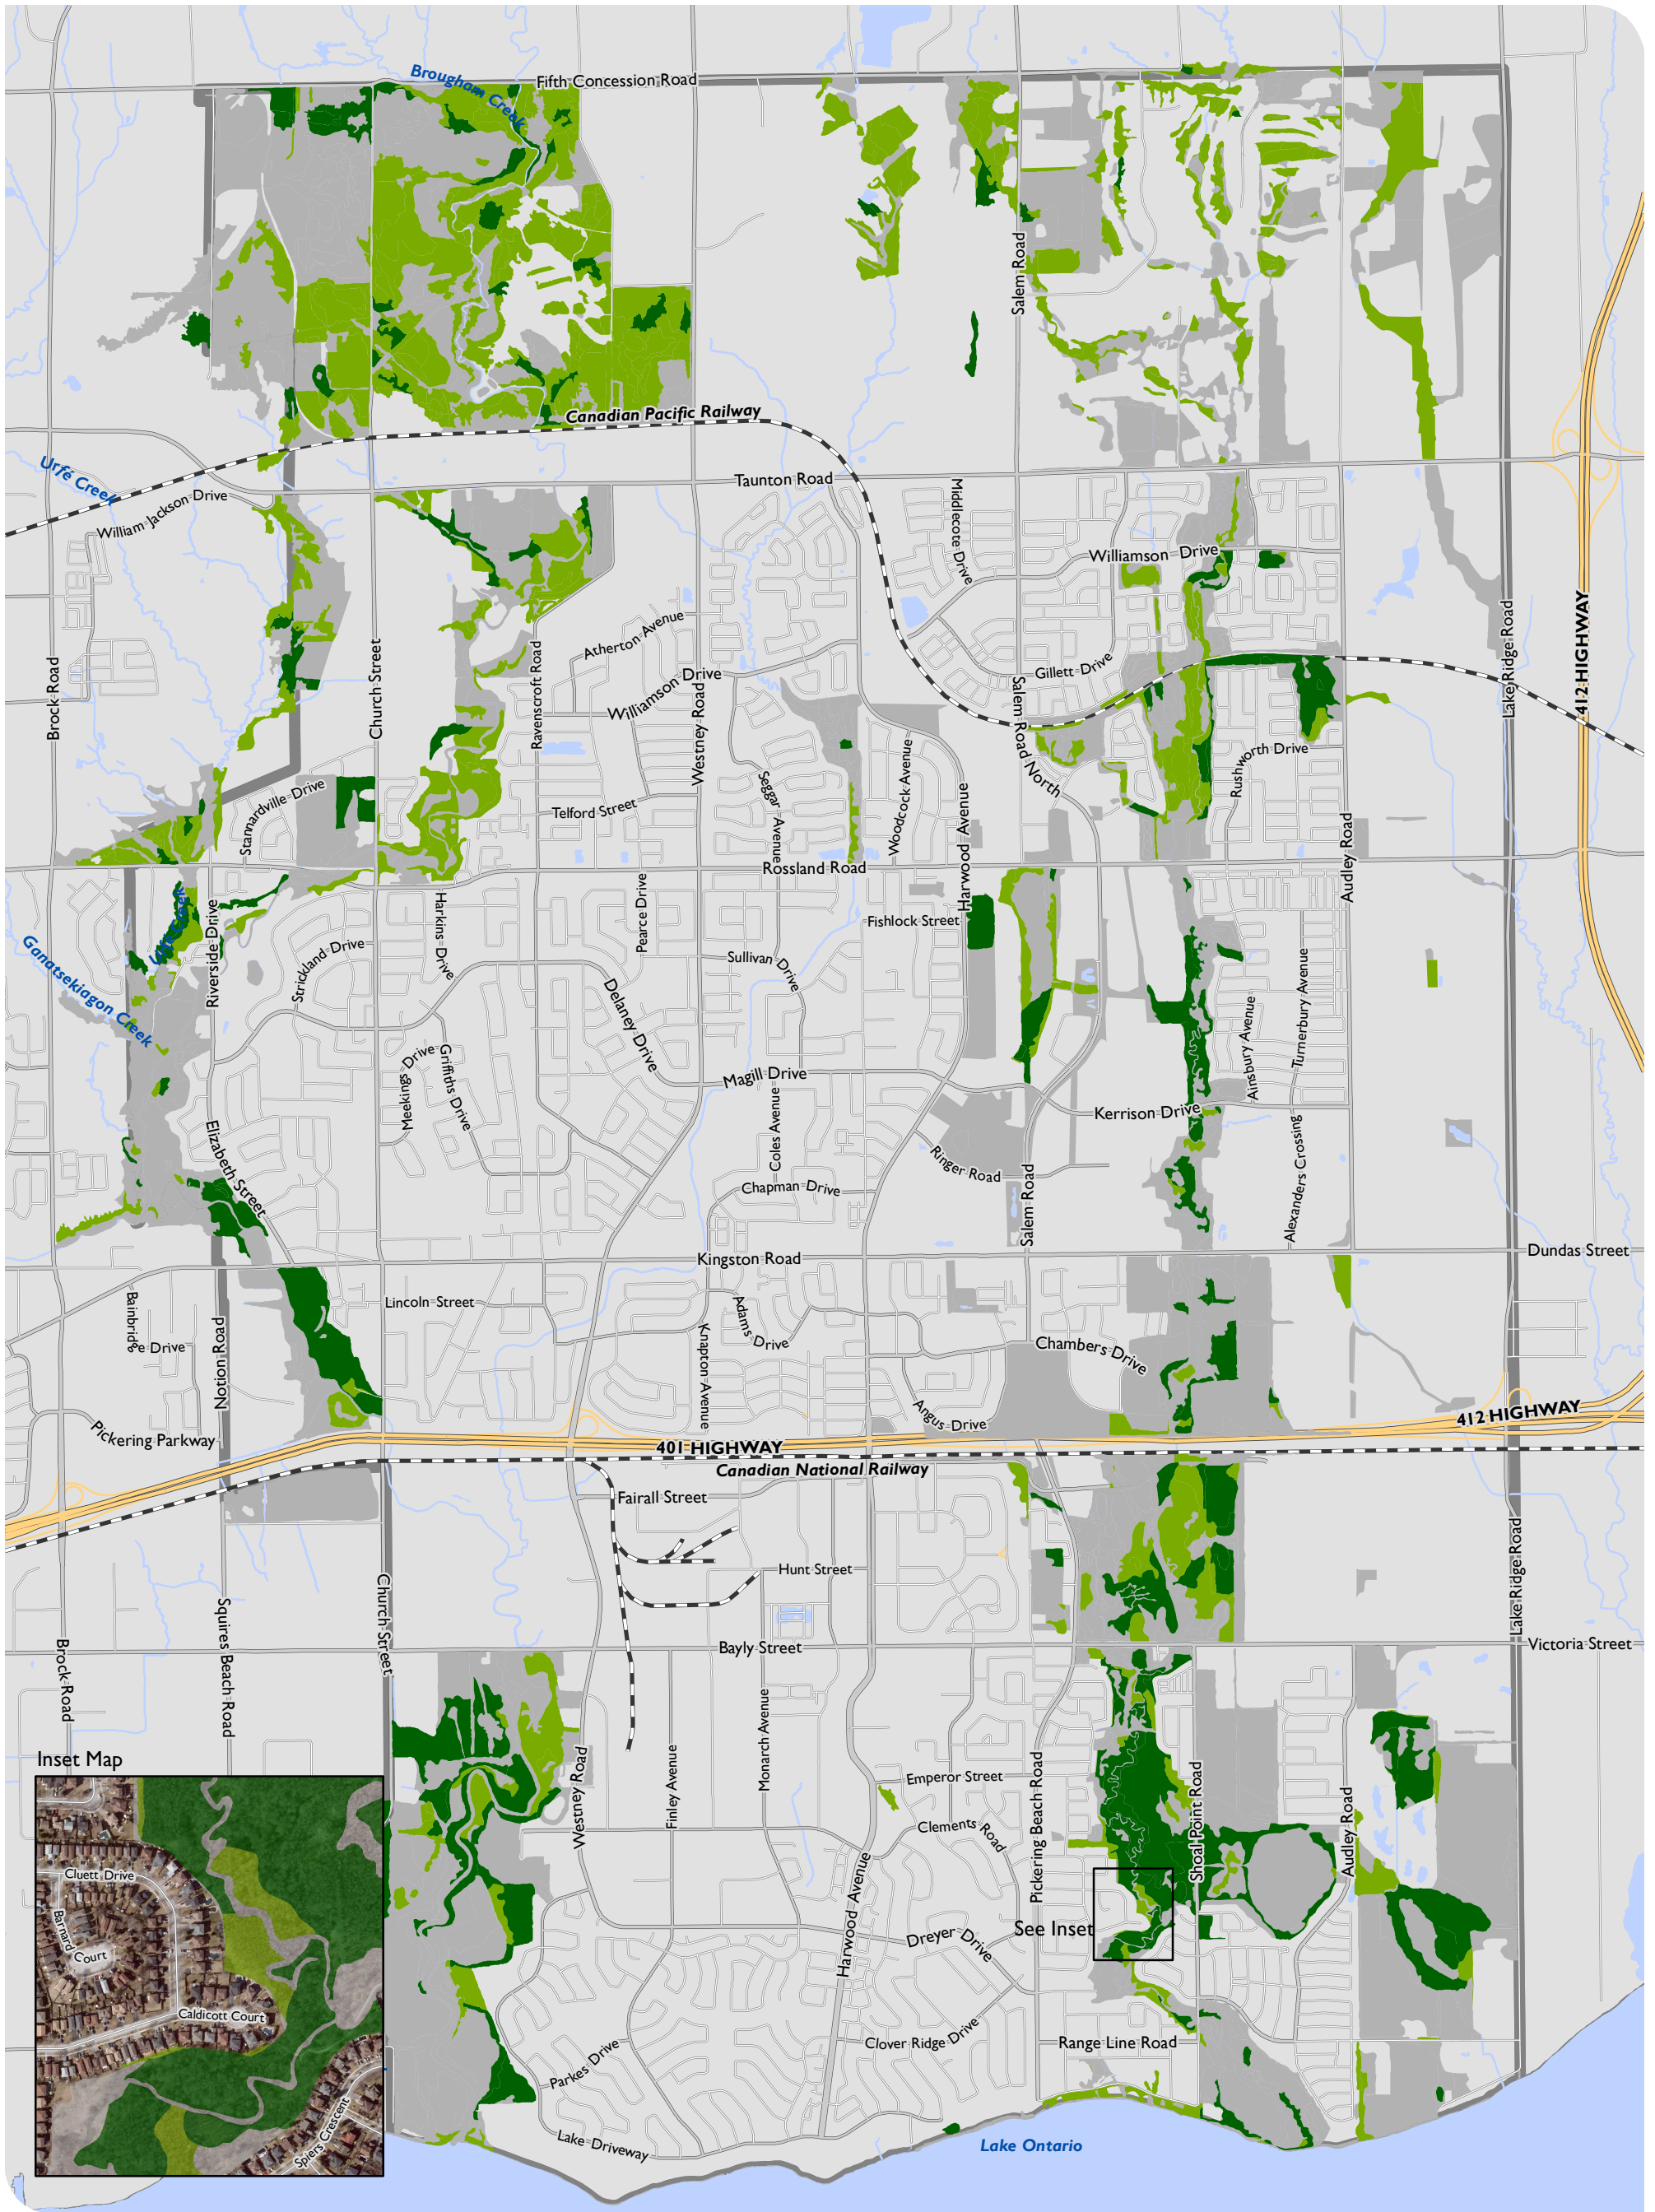 Brougham Creek
Fifth Concession Road
Salem Road
Canadian Pacific Railway
Urfé Creek
William Jackson Drive
Taunton Road
Middlecote Drive
Williamson Drive
Brock Road
Church Street
Ravenscroft Road
Atherton Avenue
Williamson Drive
Westney Road
Gillett Drive
Salem Road North
Lake Ridge Road
412 HIGHWAY
Stannardville Drive
Telford Street
Seggar Avenue
Woodcock Avenue
Harwood Avenue
Rushworth Drive
Audley Road
Rossland Road
Urfe Creek
Ganatsekiagon Creek
Riverside Drive
Strickland Drive
Harkins Drive
Pearce Drive
Fishlock Street
Sullivan Drive
Delaney Drive
Meekings Drive
Griffiths Drive
Magill Drive
Coles Avenue
Ainsbury Avenue
Turnerbury Avenue
Kerrison Drive
Elizabeth Street
Ringer Road
Chapman Drive
Salem Road
Alexanders Crossing
Kingston Road
Dundas Street
Bainbridge Drive
Lincoln Street
Adams Drive
Knapton Avenue
Chambers Drive
Notion Road
Angus Drive
Pickering Parkway
401 HIGHWAY
412 HIGHWAY
Canadian National Railway
Fairall Street
Hunt Street
Lake Ridge Road
Church Street
Squires Beach Road
Brock Road
Bayly Street
Victoria Street
Inset Map
Westney Road
Finley Avenue
Monarch Avenue
Emperor Street
Clements Road
Pickering Beach Road
Shoal Point Road
Audley Road
Cluett Drive
Barnard Court
Caldicott Court
Spiers Crescent
Harwood Avenue
Dreyer Drive
See Inset
Parkes Drive
Clover Ridge Drive
Range Line Road
Lake Driveway
Lake Ontario